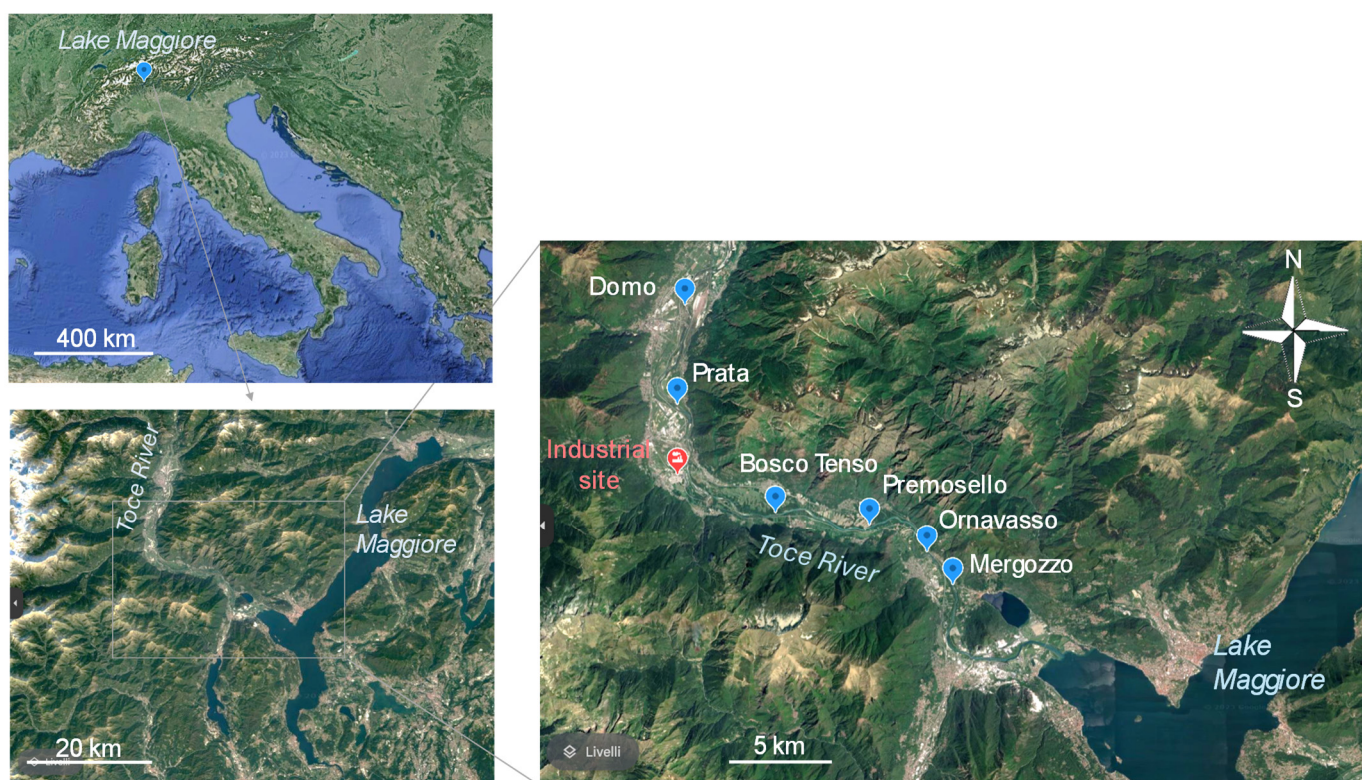 Lake Maggiore
400 km
Toce River
Lake
Maggiore
20 km
Livelli
Domo
Prata
Industrial
site
Bosco Tenso
Premosello
Ornavasso
Mergozzo
Toce River
Lake
Maggiore
N
S
Livelli
5 km